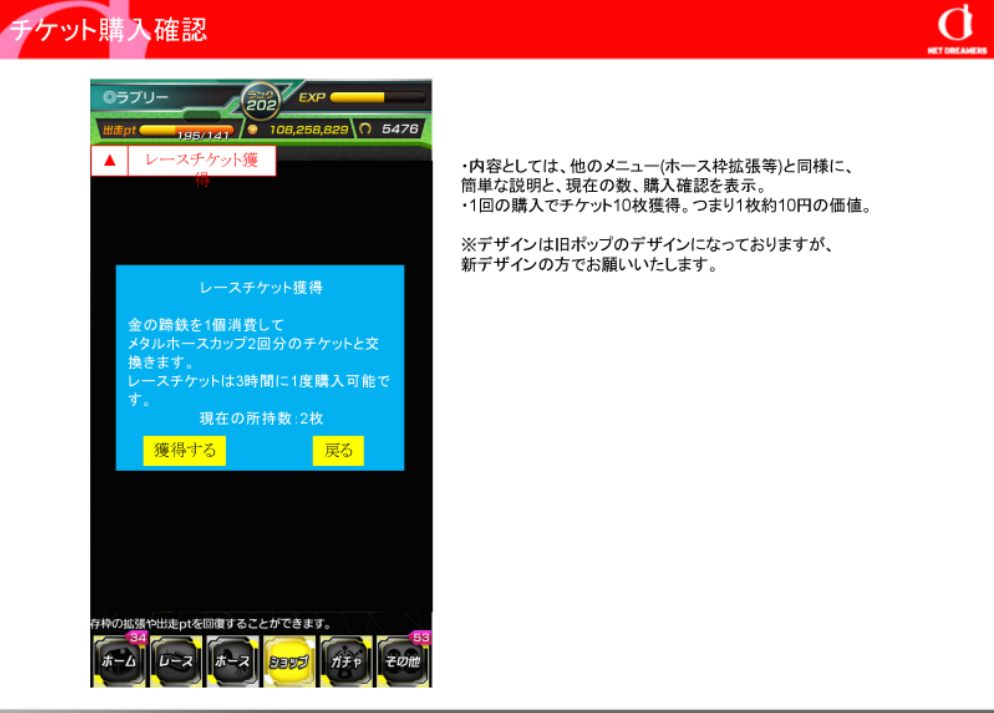 チケット購入確認
NET DREAMERS
◎ラブリー
ランク
202
EXP
出走pt
195/141
108,258,829
5476
▲
レースチケット獲
得
・内容としては、他のメニュー(ホース枠拡張等)と同様に、
簡単な説明と、現在の数、購入確認を表示。
・1回の購入でチケット10枚獲得。つまり1枚約10円の価値。
※デザインは旧ポップのデザインになっておりますが、
新デザインの方でお願いいたします。
レースチケット獲得
金の蹄鉄を1個消費して
メタルホースカップ2回分のチケットと交
換きます。
レースチケットは3時間に1度購入可能で
す。
現在の所持数:2枚
獲得する
戻る
存枠の拡張や出走ptを回復することができます。
34
53
ホーム
レース
ホース
ショップ
ガチャ
その他